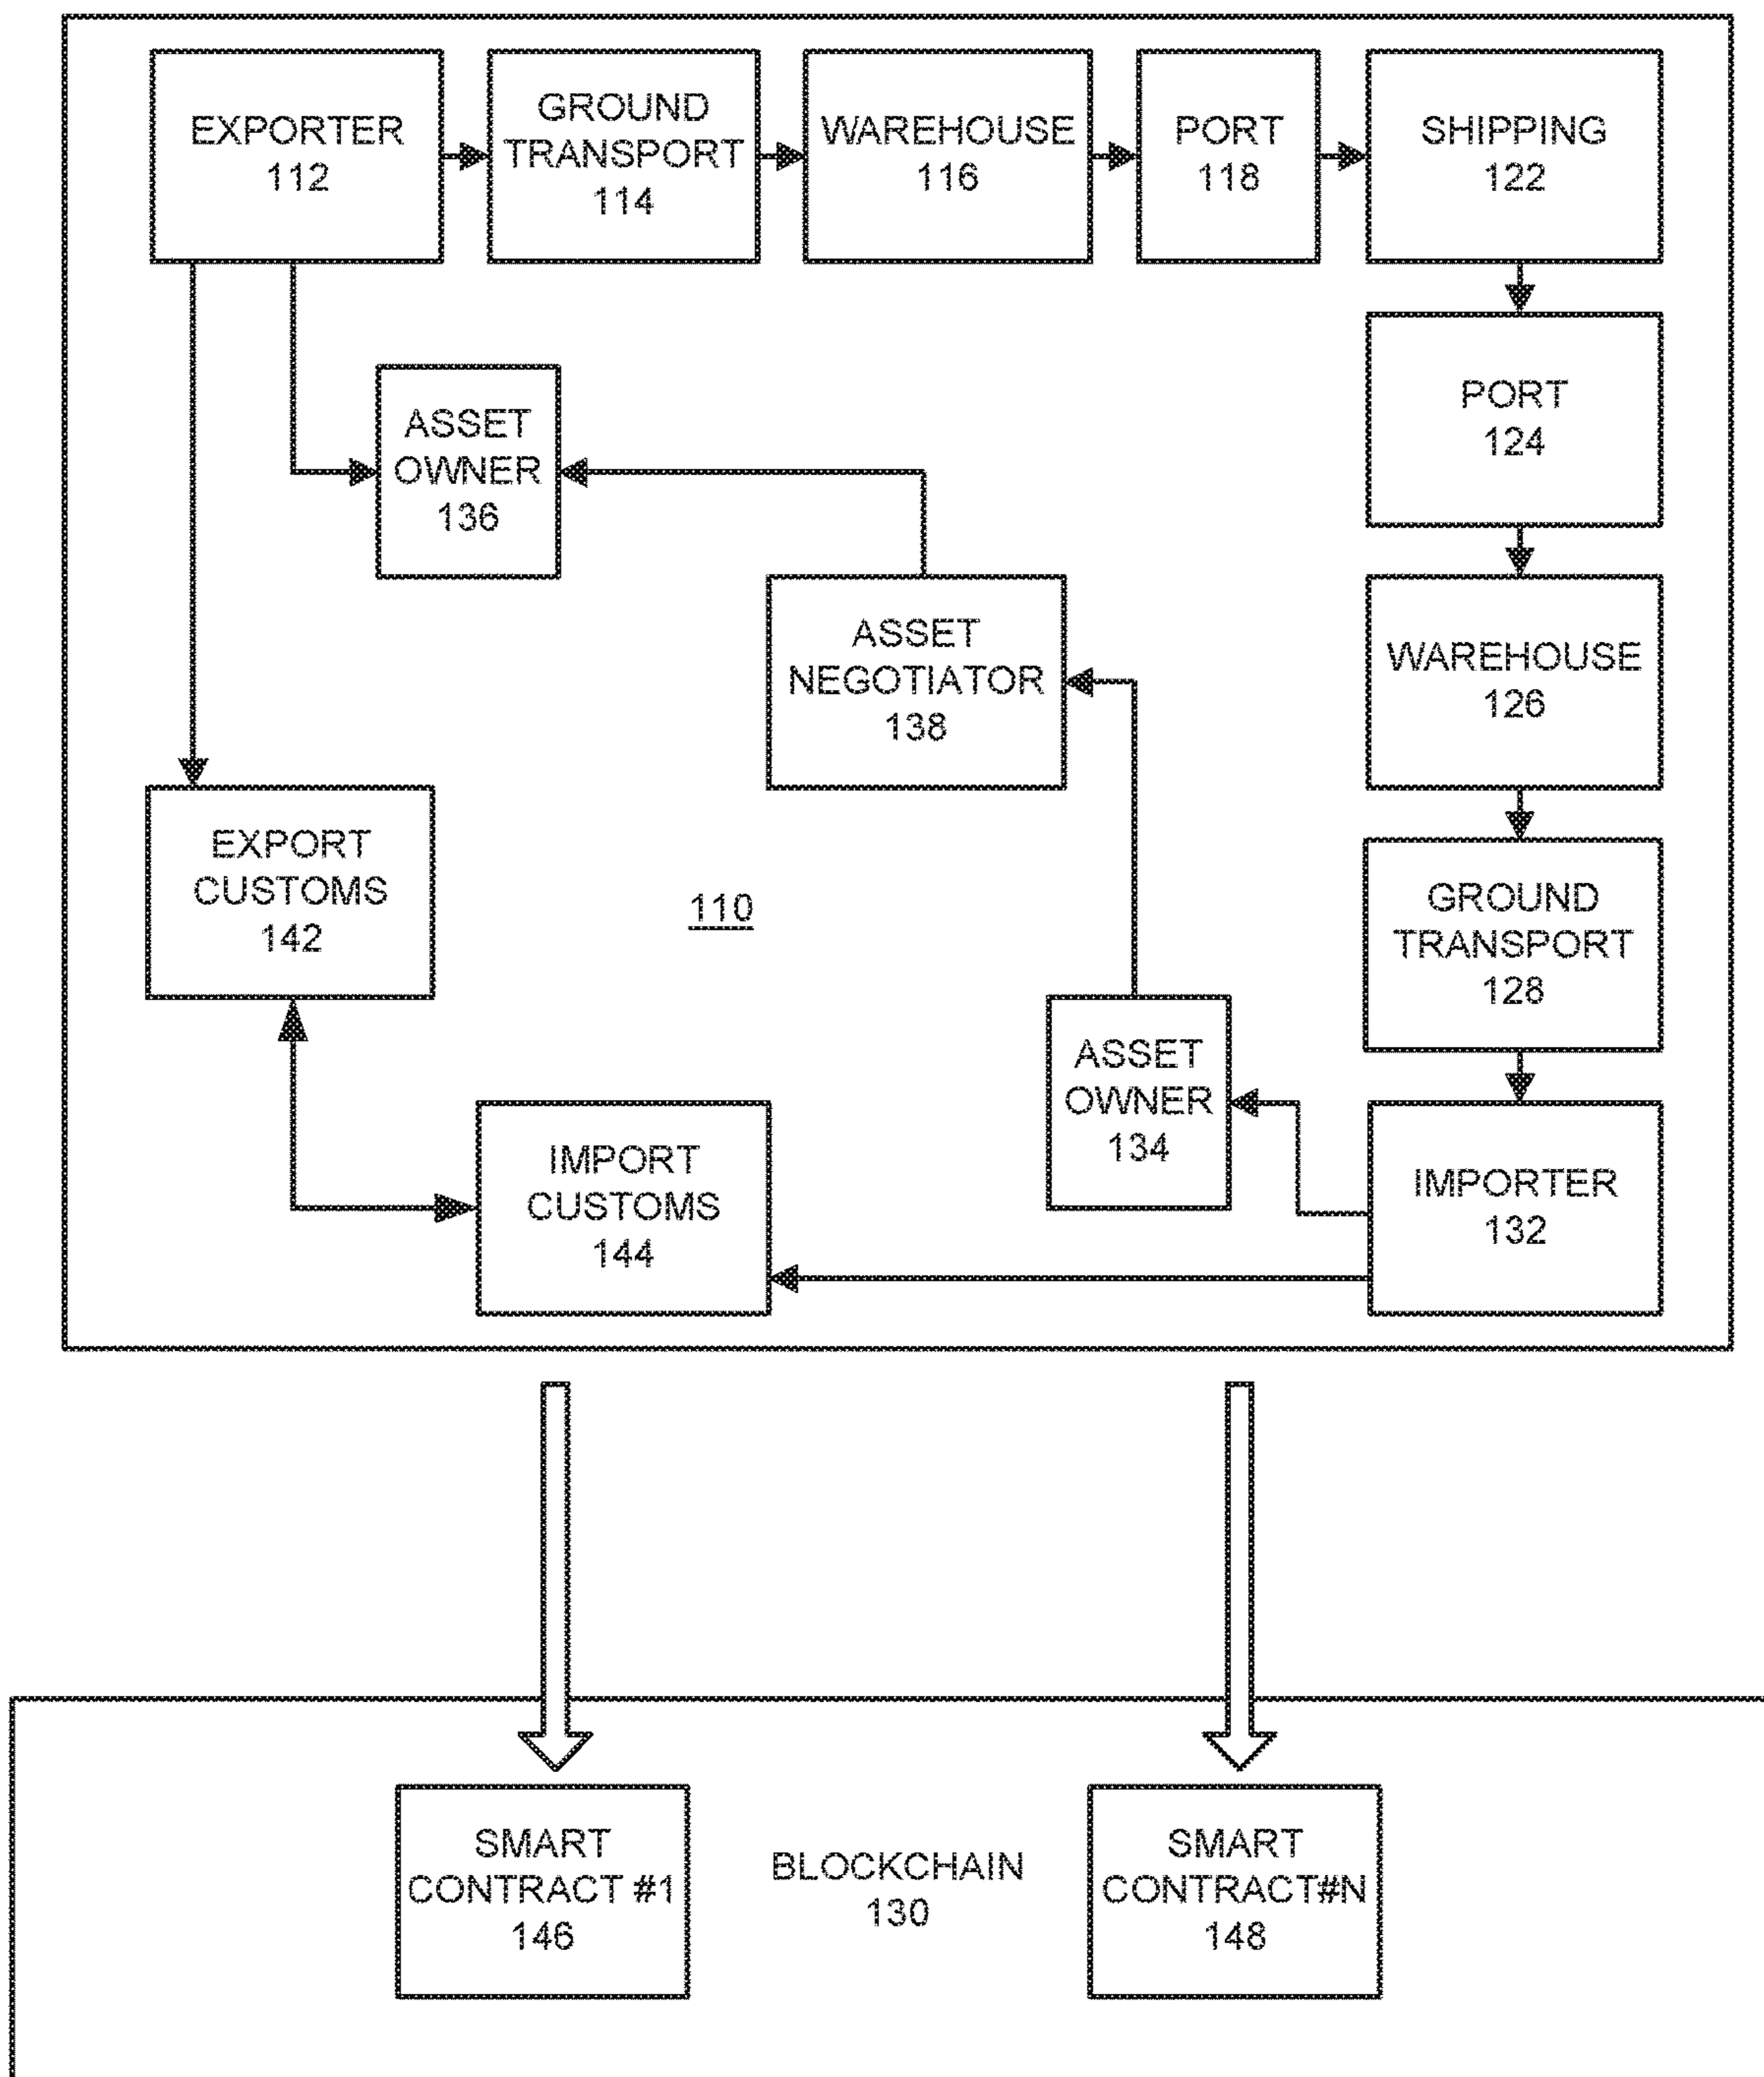 EXPORTER
112
GROUND
TRANSPORT
114
WAREHOUSE
116
PORT
118
SHIPPING
122
PORT
124
ASSET
OWNER
136
ASSET
NEGOTIATOR
138
WAREHOUSE
126
EXPORT
CUSTOMS
142
110
GROUND
TRANSPORT
128
ASSET
OWNER
134
IMPORT
CUSTOMS
144
IMPORTER
132
SMART
CONTRACT #1
146
BLOCKCHAIN
130
SMART
CONTRACT#N
148